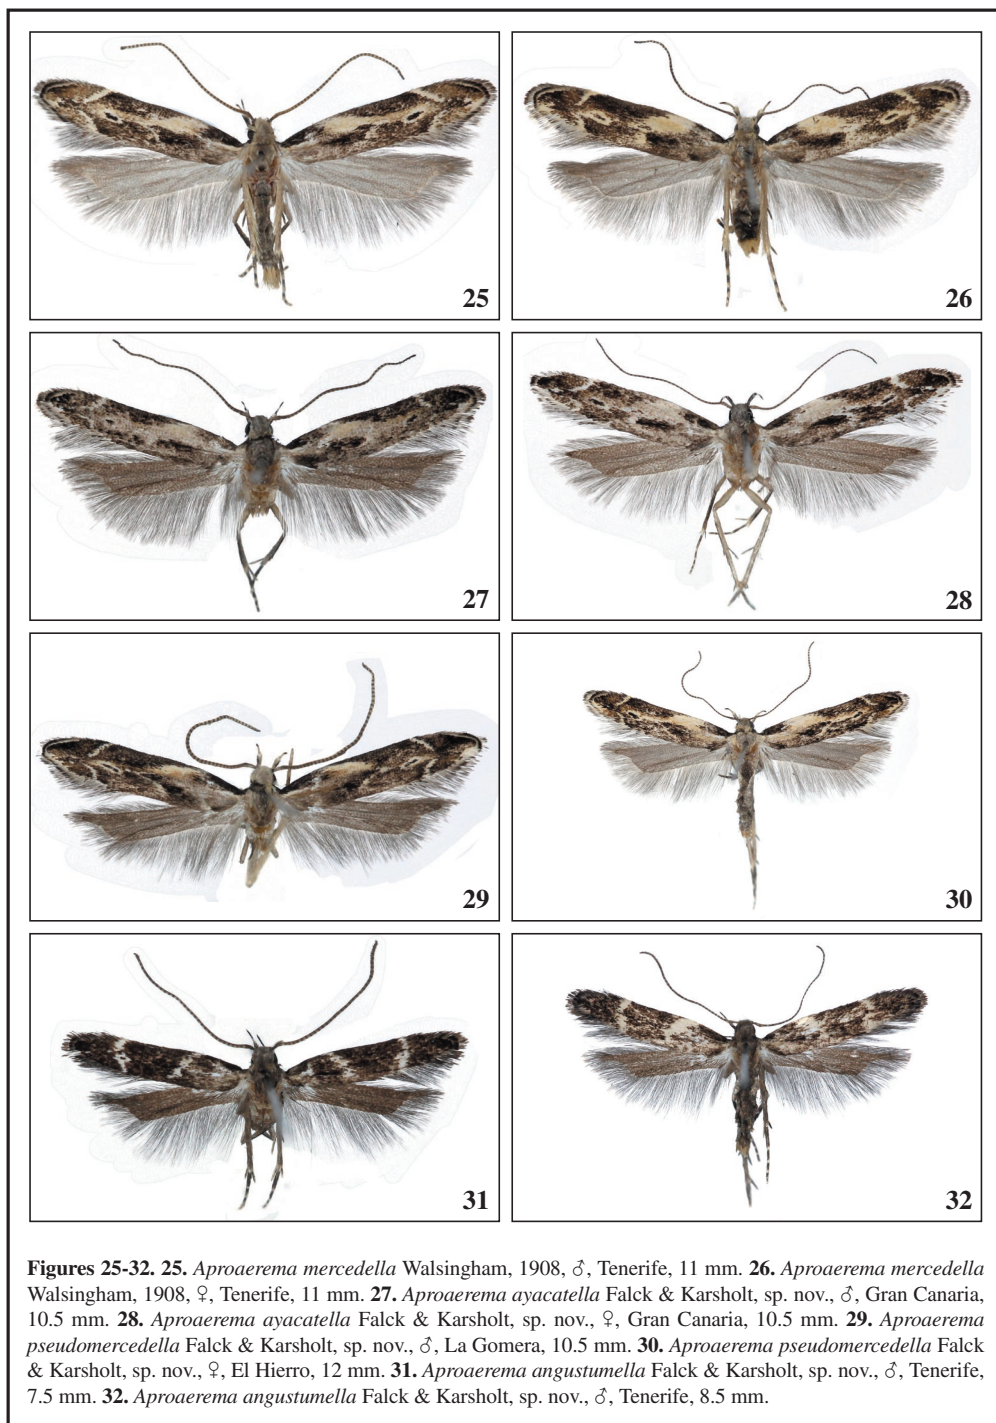 25
26
27
28
29
30
31
32
Figures 25-32. 25. Aproaerema mercedella Walsingham, 1908, ♂, Tenerife, 11 mm. 26. Aproaerema mercedella
Walsingham, 1908, ♀, Tenerife, 11 mm. 27. Aproaerema ayacatella Falck & Karsholt, sp. nov., ♂, Gran Canaria,
10.5 mm. 28. Aproaerema ayacatella Falck & Karsholt, sp. nov., ♀, Gran Canaria, 10.5 mm. 29. Aproaerema
pseudomercedella Falck & Karsholt, sp. nov., ♂, La Gomera, 10.5 mm. 30. Aproaerema pseudomercedella Falck
& Karsholt, sp. nov., ♀, El Hierro, 12 mm. 31. Aproaerema angustumella Falck & Karsholt, sp. nov., ♂, Tenerife,
7.5 mm. 32. Aproaerema angustumella Falck & Karsholt, sp. nov., ♂, Tenerife, 8.5 mm.